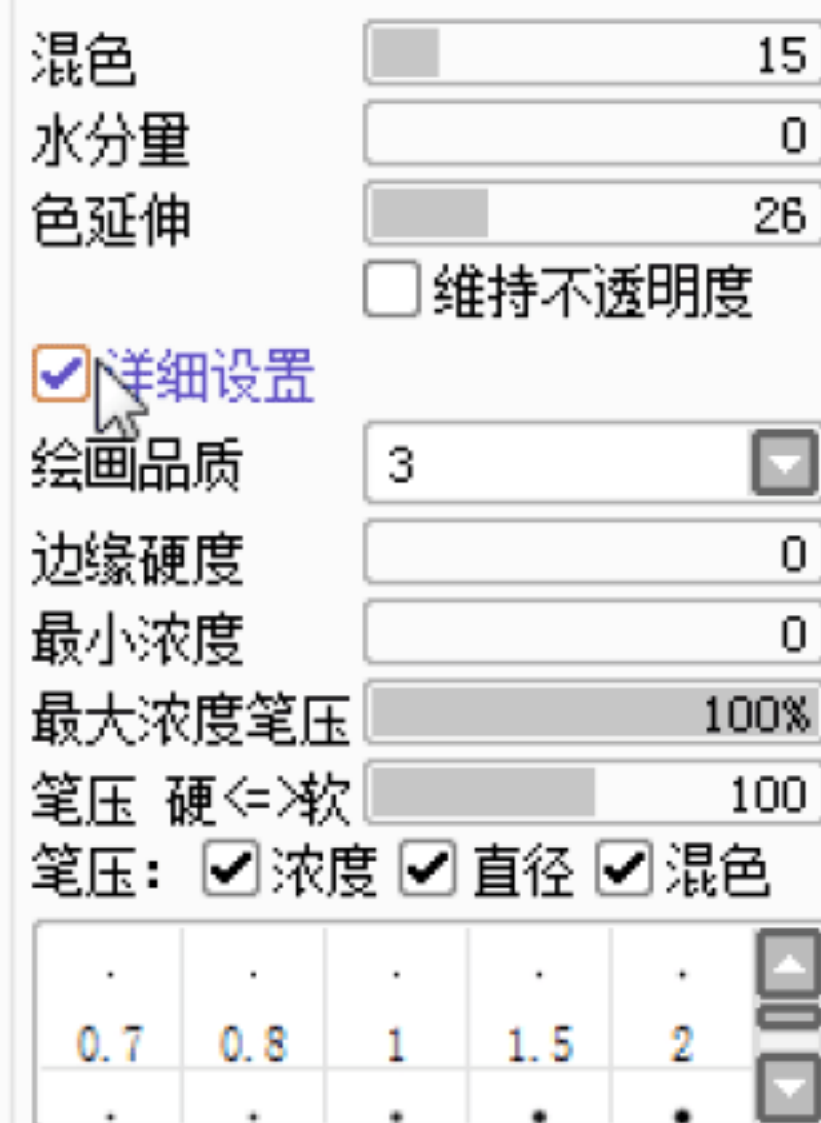 混色 15
水分量 0
色延伸 26
维持不透明度
详细设置
绘画品质 3
边缘硬度 0
最小浓度 0
最大浓度笔压 100%
笔压 硬<=>软 100
笔压: 浓度 直径 混色
0.7 0.8 1 1.5 2